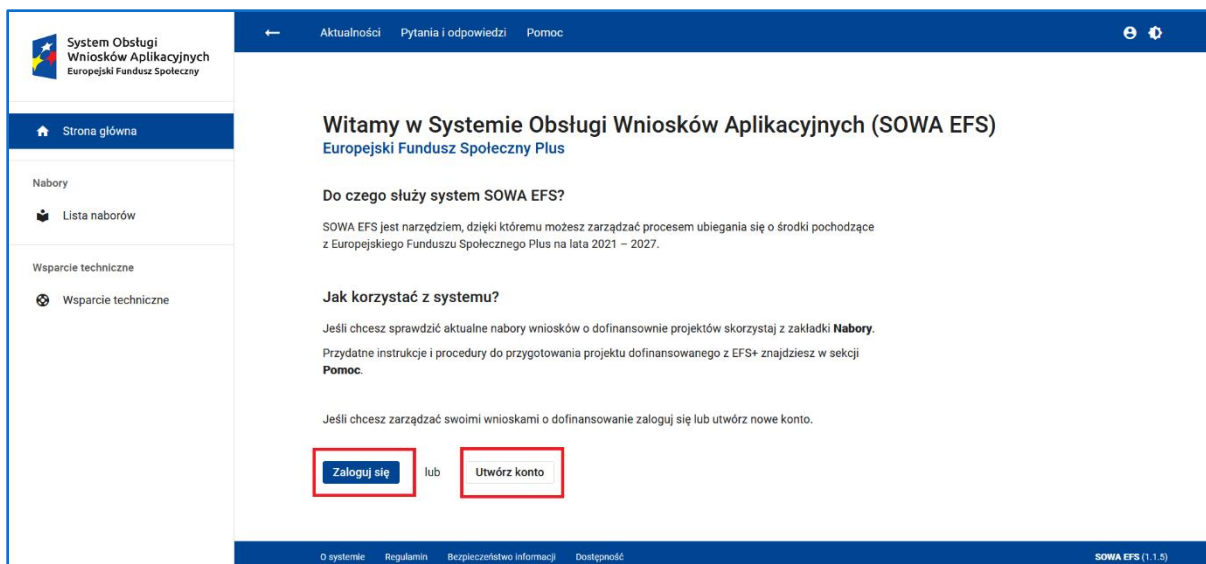 System Obsługi
Wniosków Aplikacyjnych
Europejski Fundusz Społeczny
Aktualności Pytania i odpowiedzi Pomoc
Strona główna
Nabory
Lista naborów
Wsparcie techniczne
Wsparcie techniczne
Witamy w Systemie Obsługi Wniosków Aplikacyjnych (SOWA EFS)
Europejski Fundusz Społeczny Plus
Do czego służy system SOWA EFS?
SOWA EFS jest narzędziem, dzięki któremu możesz zarządzać procesem ubiegania się o środki pochodzące
z Europejskiego Funduszu Społecznego Plus na lata 2021 – 2027.
Jak korzystać z systemu?
Jeśli chcesz sprawdzić aktualne nabory wniosków o dofinansownie projektów skorzystaj z zakładki Nabory.
Przydatne instrukcje i procedury do przygotowania projektu dofinansowanego z EFS+ znajdziesz w sekcji
Pomoc.
Jeśli chcesz zarządzać swoimi wnioskami o dofinansowanie zaloguj się lub utwórz nowe konto.
Zaloguj się lub Utwórz konto
O systemie Regulamin Bezpieczeństwo informacji Dostępność SOWA EFS (1.1.5)